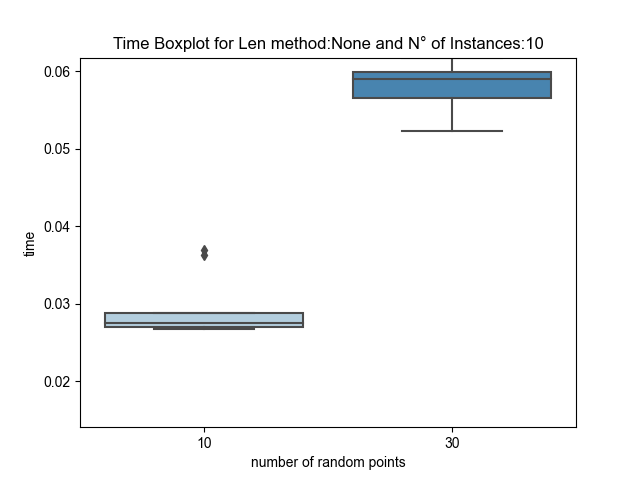 Time Boxplot for Len method:None and N° of Instances:10
0.06
0.05
0.04
0.03
0.02
time
10
30
number of random points